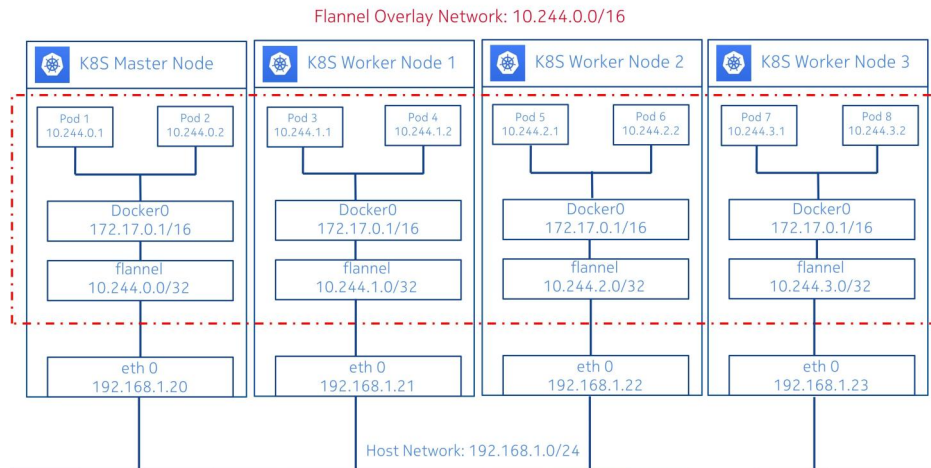 Flannel Overlay Network: 10.244.0.0/16
K8S Master Node
Pod 1
10.244.0.1
Pod 2
10.244.0.2
Docker0
172.17.0.1/16
flannel
10.244.0.0/32
eth 0
192.168.1.20
K8S Worker Node 1
Pod 3
10.244.1.1
Pod 4
10.244.1.2
Docker0
172.17.0.1/16
flannel
10.244.1.0/32
eth 0
192.168.1.21
K8S Worker Node 2
Pod 5
10.244.2.1
Pod 6
10.244.2.2
Docker0
172.17.0.1/16
flannel
10.244.2.0/32
eth 0
192.168.1.22
K8S Worker Node 3
Pod 7
10.244.3.1
Pod 8
10.244.3.2
Docker0
172.17.0.1/16
flannel
10.244.3.0/32
eth 0
192.168.1.23
Host Network: 192.168.1.0/24